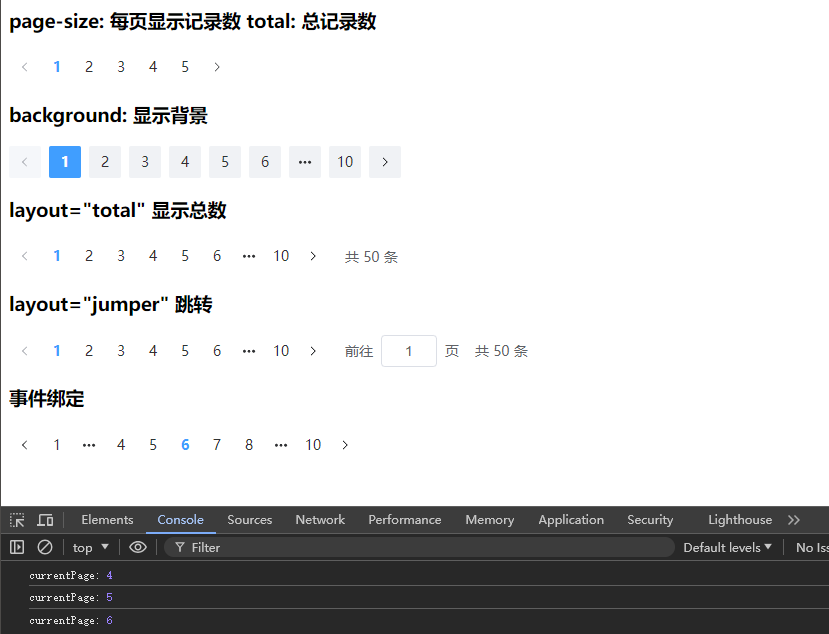 page-size: 每页显示记录数 total: 总记录数
1 2 3 4 5
background: 显示背景
1 2 3 4 5 6 ··· 10
layout="total" 显示总数
1 2 3 4 5 6 ··· 10 共 50 条
layout="jumper" 跳转
1 2 3 4 5 6 ··· 10 前往 1 页 共 50 条
事件绑定
1 ··· 4 5 6 7 8 ··· 10
Elements Console Sources Network Performance Memory Application Security Lighthouse
top Filter Default levels No Iss
currentPage: 4
currentPage: 5
currentPage: 6